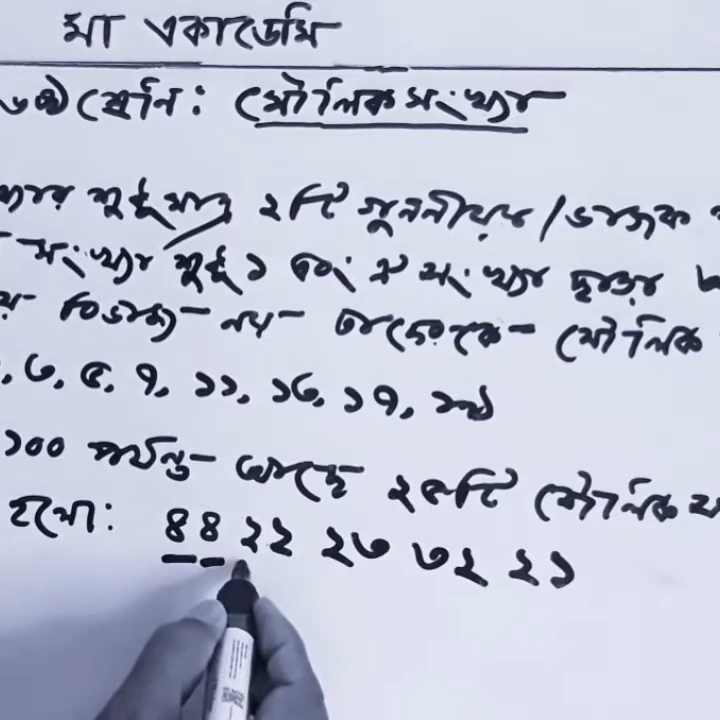 মা একাডেমি
৬ষ্ঠ শ্রেনি: মৌলিক সংখ্যা
শুধুমাত্র ২টি গুননীয়ক/ভাজক
সংখ্যা শুধু ১ এবং ঐ সংখ্যা ছাড়া
বিভাজ্য নয় তাদেরকে মৌলিক
, ৩, ৫, ৭, ১১, ১৩, ১৭, ১৯
১০০ পর্যন্ত আছে ২৫টি মৌলিক
হলো: ৪৪ ২২ ২৩ ৩২ ২১